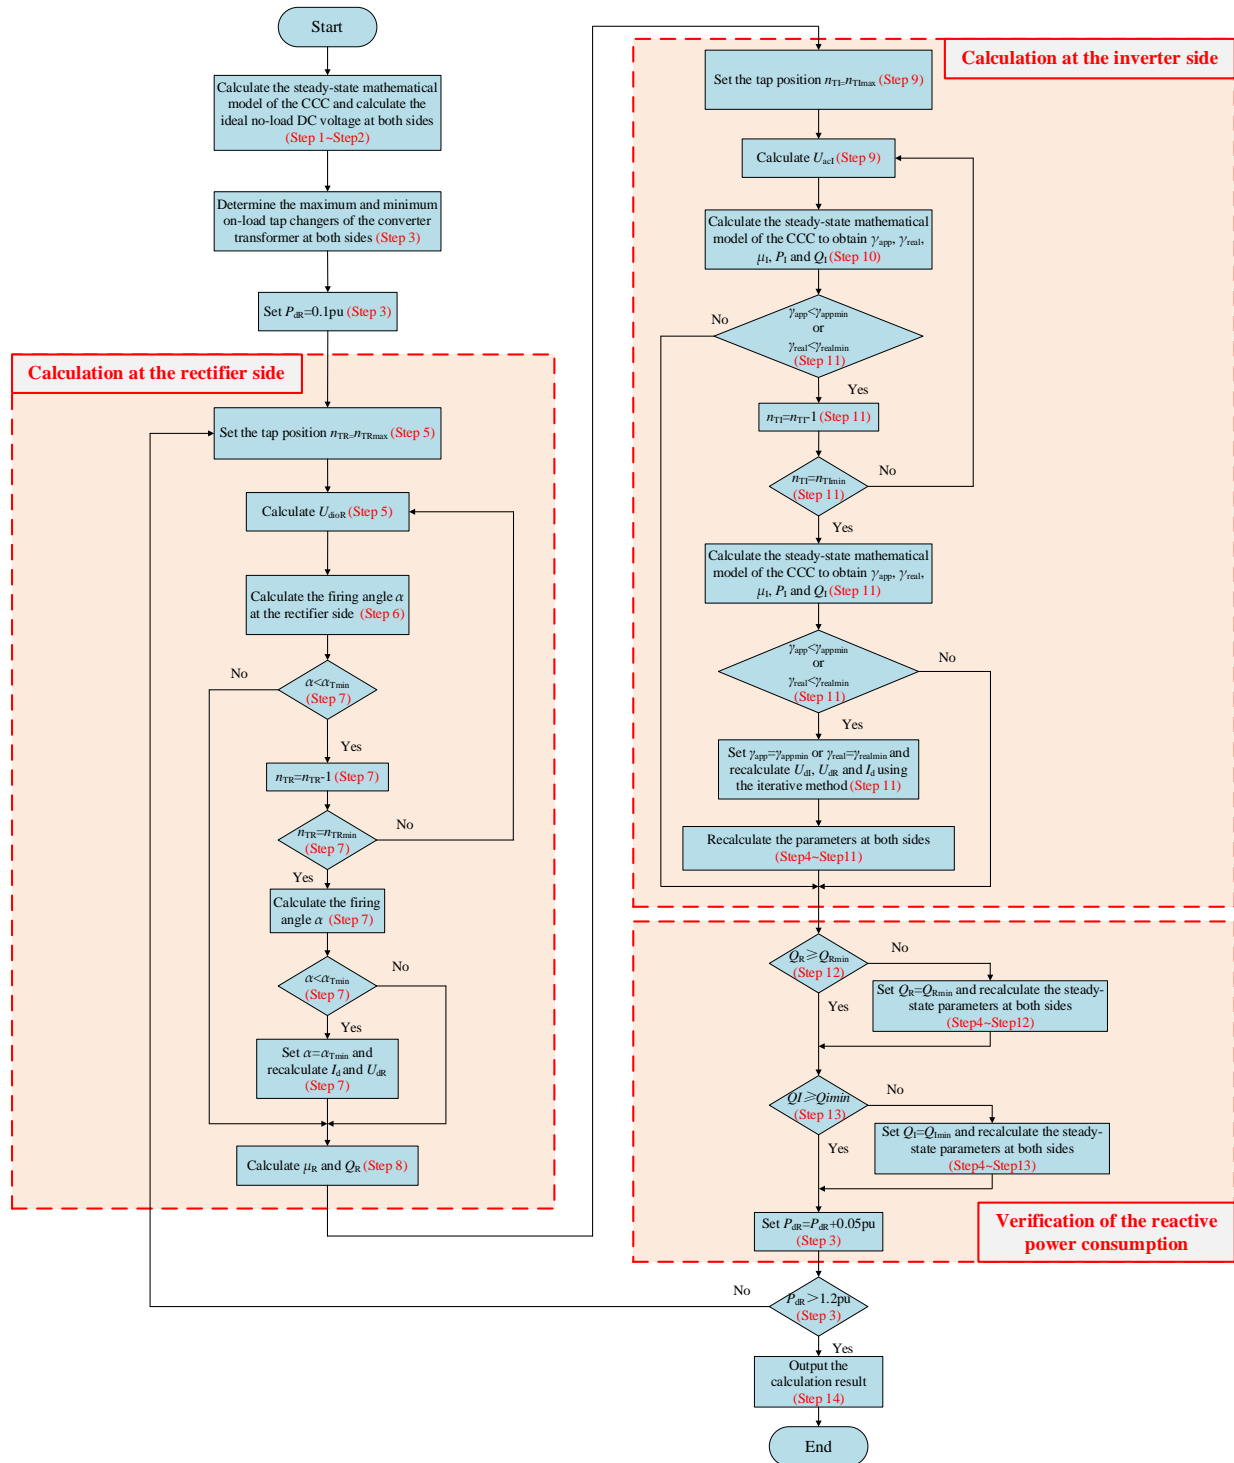 Start
Calculate the steady-state mathematical
model of the CCC and calculate the
ideal no-load DC voltage at both sides
(Step 1~Step2)
Determine the maximum and minimum
on-load tap changers of the converter
transformer at both sides (Step 3)
Set PdR=0.1pu (Step 3)
Calculation at the rectifier side
Set the tap position nTR=nTRmax (Step 5)
Calculate UdioR (Step 5)
Calculate the firing angle α
at the rectifier side (Step 6)
No
α<αTmin
(Step 7)
Yes
nTR=nTR-1 (Step 7)
nTR=nTRmin
(Step 7)
No
Yes
Calculate the firing
angle α (Step 7)
α<αTmin
(Step 7)
No
Yes
Set α=αTmin and
recalculate Id and UdR
(Step 7)
Calculate μR and QR (Step 8)
Calculation at the inverter side
Set the tap position nTI=nTImax (Step 9)
Calculate UacI (Step 9)
Calculate the steady-state mathematical
model of the CCC to obtain γapp, γreal,
μI, PI and QI (Step 10)
No
γapp<γappmin
or
γreal<γrealmin
(Step 11)
Yes
nTI=nTI-1 (Step 11)
nTI=nTImin
(Step 11)
No
Yes
Calculate the steady-state mathematical
model of the CCC to obtain γapp, γreal,
μI, PI and QI (Step 11)
γapp<γappmin
or
γreal<γrealmin
(Step 11)
No
Yes
Set γapp=γappmin or γreal=γrealmin and
recalculate UdI, UdR and Id using
the iterative method (Step 11)
Recalculate the parameters at both sides
(Step4~Step11)
QR⩾QRmin
(Step 12)
No
Yes
Set QR=QRmin and recalculate the steady-
state parameters at both sides
(Step4~Step12)
QI⩾Qimin
(Step 13)
No
Yes
Set QI=QImin and recalculate the steady-
state parameters at both sides
(Step4~Step13)
Set PdR=PdR+0.05pu
(Step 3)
Verification of the reactive
power consumption
No
PdR>1.2pu
(Step 3)
Yes
Output the
calculation result
(Step 14)
End